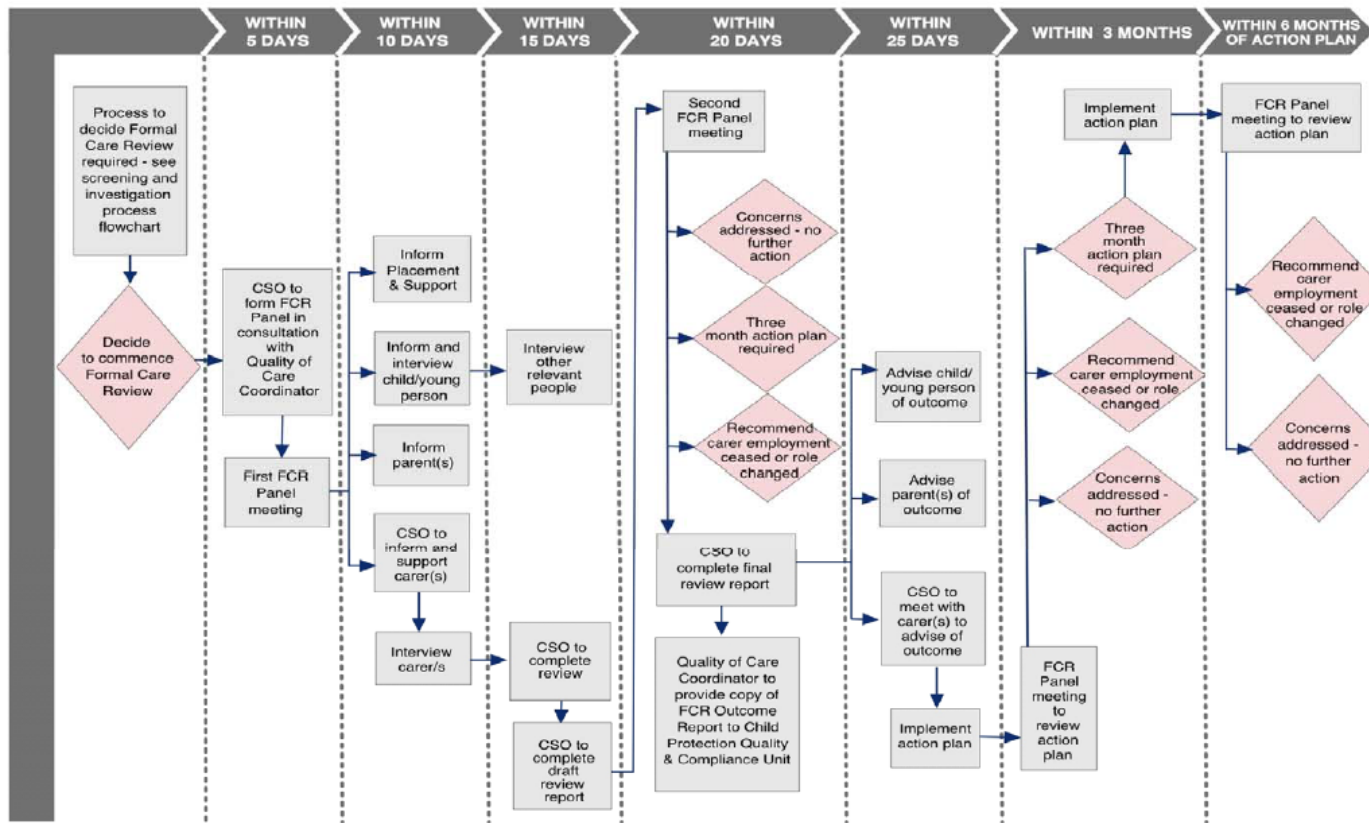 WITHIN
5 DAYS
WITHIN
10 DAYS
WITHIN
15 DAYS
WITHIN
20 DAYS
WITHIN
25 DAYS
WITHIN 3 MONTHS
WITHIN 6 MONTHS
OF ACTION PLAN
Process to
decide Formal
Care Review
required - see
screening and
investigation
process
flowchart
Decide
to commence
Formal Care
Review
CSO to
form FCR
Panel in
consultation
with
Quality of
Care
Coordinator
First FCR
Panel
meeting
Inform
Placement
& Support
Inform and
interview
child/young
person
Inform
parent(s)
CSO to
inform and
support
carer(s)
Interview
carer/s
Interview
other
relevant
people
CSO to
complete
review
CSO to
complete
draft
review
report
Second
FCR Panel
meeting
Concerns
addressed - no
further
action
Three
month action plan
required
Recommend
carer employment
ceased or role
changed
CSO to
complete final
review report
Quality of Care
Coordinator to
provide copy of
FCR Outcome
Report to Child
Protection Quality
& Compliance Unit
Advise child/
young person
of outcome
Advise
parent(s) of
outcome
CSO to
meet with
carer(s) to
advise of
outcome
Implement
action plan
Implement
action plan
Three
month
action plan
required
Recommend
carer employment
ceased or role
changed
Concerns
addressed -
no further
action
FCR
Panel
meeting
to
review
action
plan
FCR Panel
meeting to review
action plan
Recommend
carer
employment
ceased or role
changed
Concerns
addressed -
no further
action